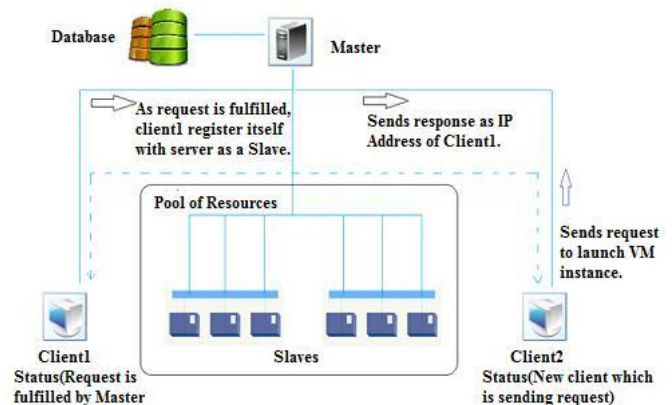 Database
Master
As request is fulfilled,
client1 register itself
with server as a Slave.
Sends response as IP
Address of Client1.
Pool of Resources
Sends request
to launch VM
instance.
Slaves
Client1
Status(Request is
fulfilled by Master
Client2
Status(New client which
is sending request)